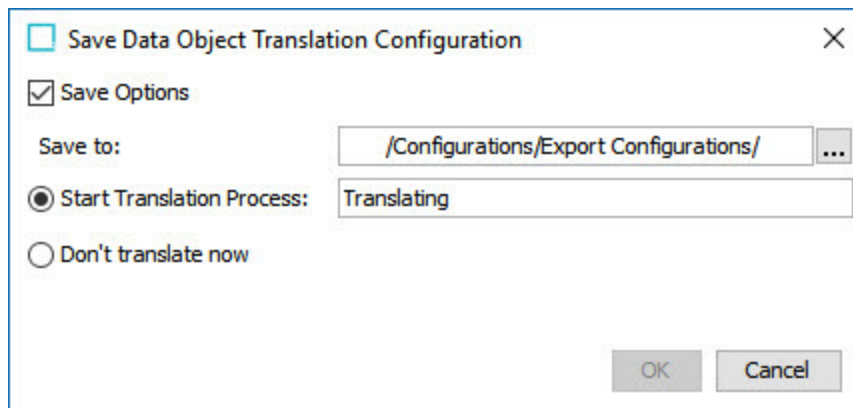 Save Data Object Translation Configuration
Save Options
Save to: /Configurations/Export Configurations/ ...
Start Translation Process: Translating
Don't translate now
OK Cancel